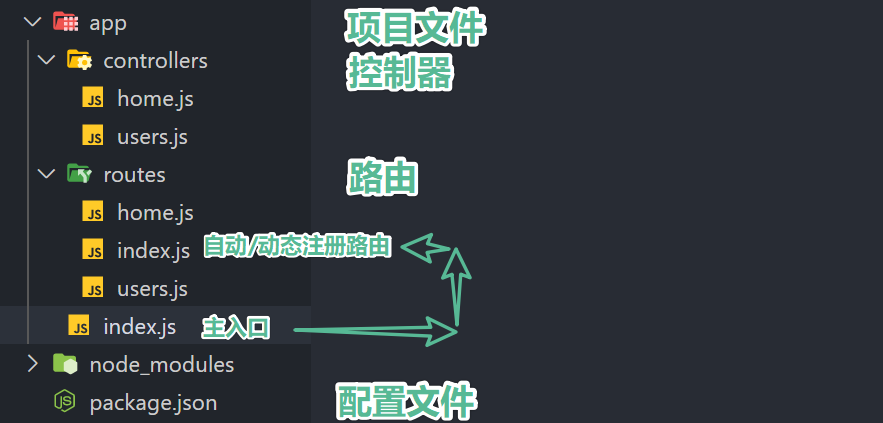 app 项目文件
controllers 控制器
JS home.js
JS users.js
routes 路由
JS home.js
JS index.js 自动/动态注册路由
JS users.js
JS index.js 主入口
node_modules
JS package.json 配置文件